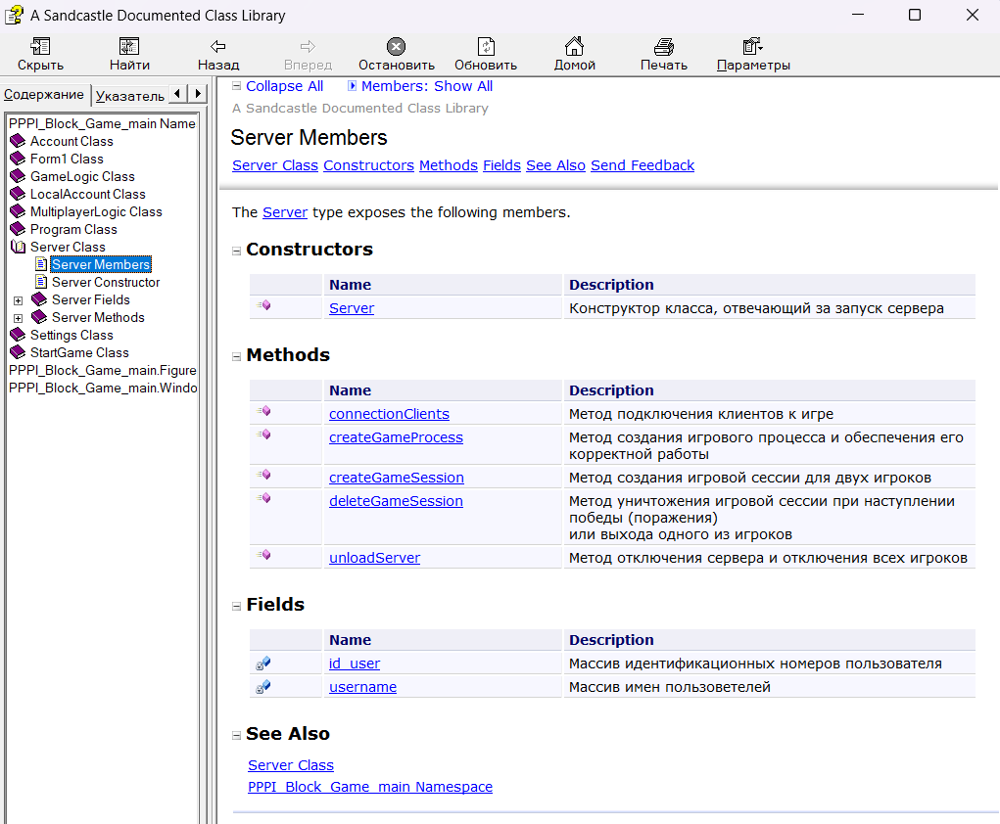 A Sandcastle Documented Class Library
Скрыть Найти Назад Вперед Остановить Обновить Домой Печать Параметры
Содержание Указатель
PPPI_Block_Game_main Name
Account Class
Form1 Class
GameLogic Class
LocalAccount Class
MultiplayerLogic Class
Program Class
Server Class
Server Members
Server Constructor
Server Fields
Server Methods
Settings Class
StartGame Class
PPPI_Block_Game_main.Figure
PPPI_Block_Game_main.Windo
Collapse All Members: Show All
A Sandcastle Documented Class Library
Server Members
Server Class Constructors Methods Fields See Also Send Feedback
The Server type exposes the following members.
Constructors
Name Description
Server Конструктор класса, отвечающий за запуск сервера
Methods
Name Description
connectionClients Метод подключения клиентов к игре
createGameProcess Метод создания игрового процесса и обеспечения его
корректной работы
createGameSession Метод создания игровой сессии для двух игроков
deleteGameSession Метод уничтожения игровой сессии при наступлении
победы (поражения)
или выхода одного из игроков
unloadServer Метод отключения сервера и отключения всех игроков
Fields
Name Description
id_user Массив идентификационных номеров пользователя
username Массив имен пользоветелей
See Also
Server Class
PPPI_Block_Game_main Namespace